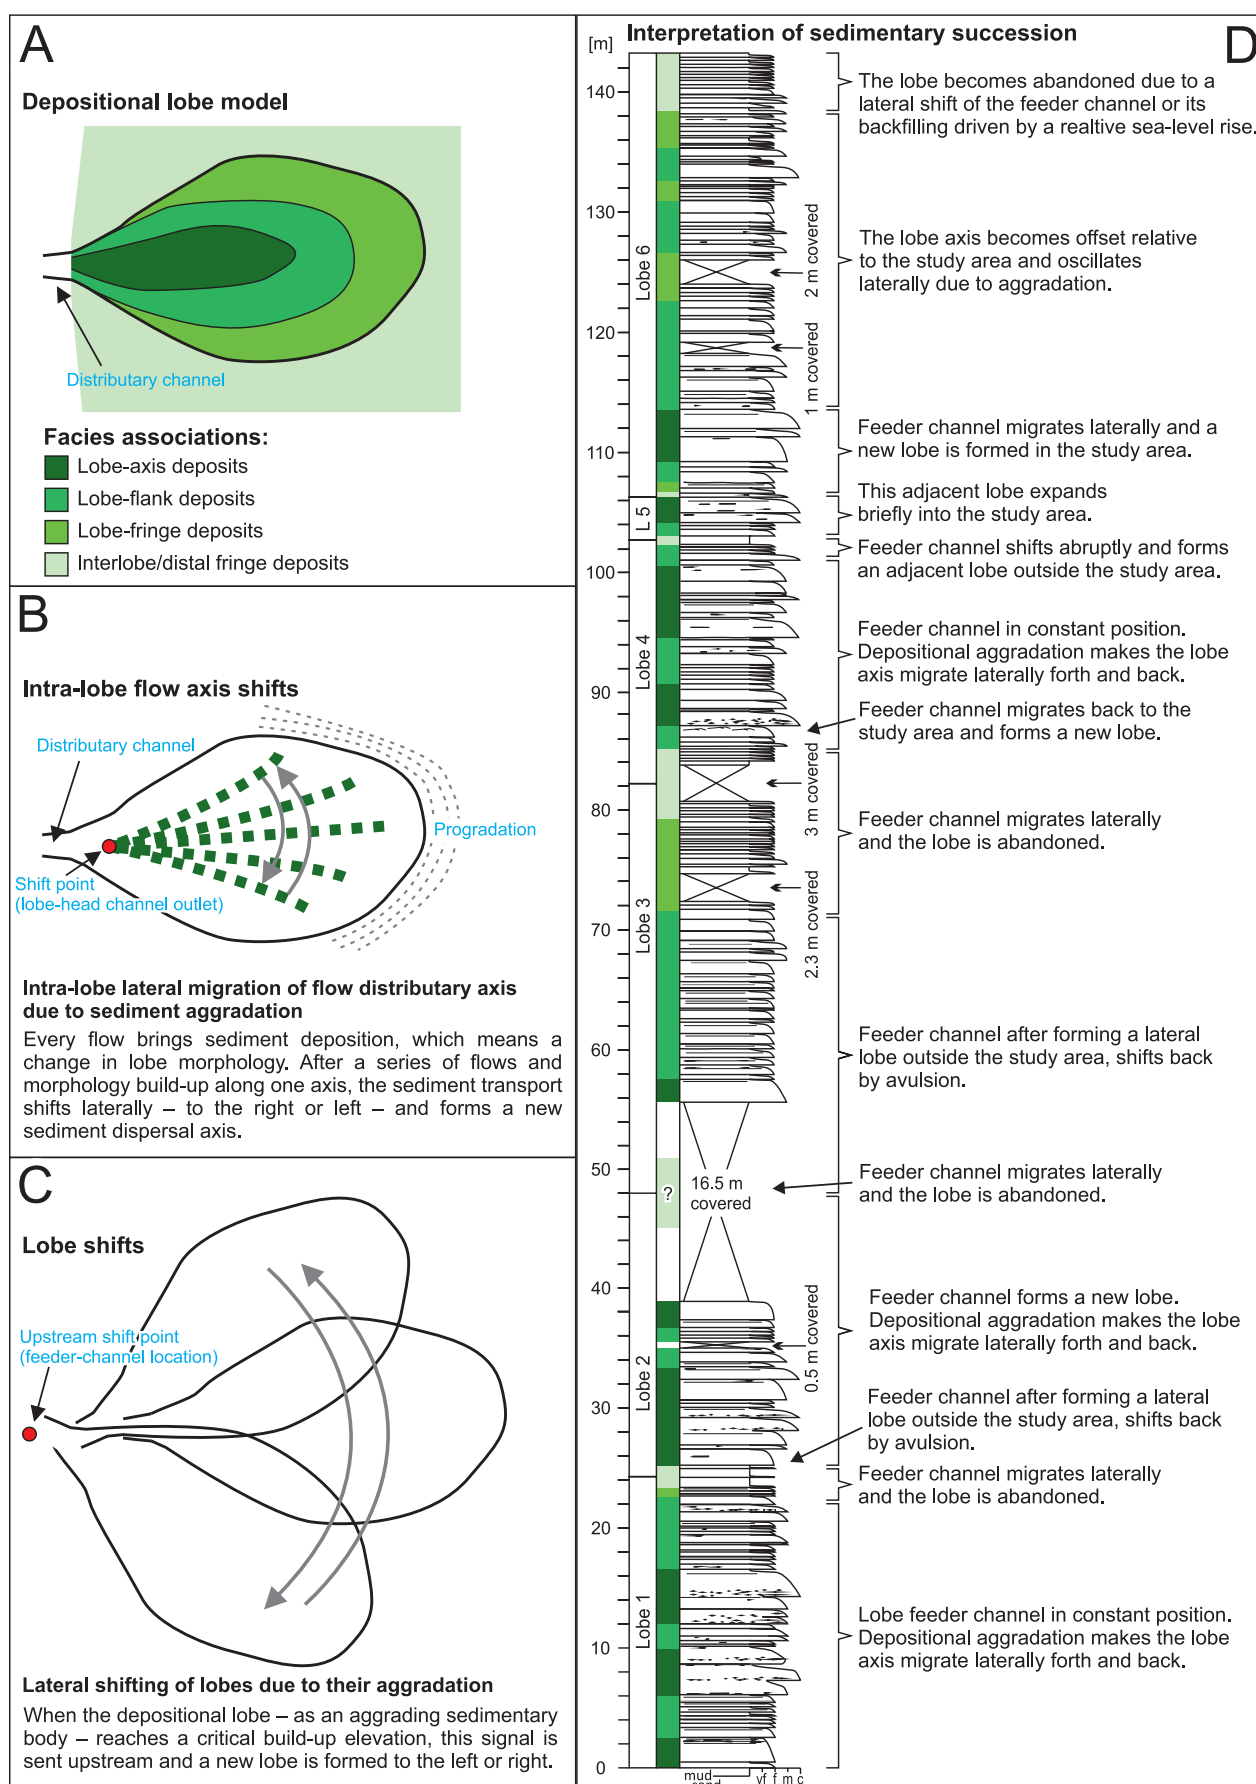 A
Depositional lobe model
Distributary channel
Facies associations:
Lobe-axis deposits
Lobe-flank deposits
Lobe-fringe deposits
Interlobe/distal fringe deposits
B
Intra-lobe flow axis shifts
Distributary channel
Progradation
Shift point
(lobe-head channel outlet)
Intra-lobe lateral migration of flow distributary axis
due to sediment aggradation
Every flow brings sediment deposition, which means
a change in lobe morphology. After a series of flows and
morphology build-up along one axis, the sediment transport
shifts laterally – to the right or left – and forms a new
sediment dispersal axis.
C
Lobe shifts
Upstream shift point
(feeder-channel location)
Lateral shifting of lobes due to their aggradation
When the depositional lobe – as an aggrading sedimentary
body – reaches a critical build-up elevation, this signal is
sent upstream and a new lobe is formed to the left or right.
D
Interpretation of sedimentary succession
[m]
140
130
120
110
100
90
80
70
60
50
40
30
20
10
0
Lobe 6
L 5
Lobe 4
Lobe 3
Lobe 2
Lobe 1
?
16.5 m
covered
2 m covered
1 m covered
3 m covered
2.3 m covered
0.5 m covered
mud
sand
vf f m c
The lobe becomes abandoned due to a
lateral shift of the feeder channel or its
backfilling driven by a realtive sea-level rise.
The lobe axis becomes offset relative
to the study area and oscillates
laterally due to aggradation.
Feeder channel migrates laterally and a
new lobe is formed in the study area.
This adjacent lobe expands
briefly into the study area.
Feeder channel shifts abruptly and forms
an adjacent lobe outside the study area.
Feeder channel in constant position.
Depositional aggradation makes the lobe
axis migrate laterally forth and back.
Feeder channel migrates back to the
study area and forms a new lobe.
Feeder channel migrates laterally
and the lobe is abandoned.
Feeder channel after forming a lateral
lobe outside the study area, shifts back
by avulsion.
Feeder channel migrates laterally
and the lobe is abandoned.
Feeder channel forms a new lobe.
Depositional aggradation makes the lobe
axis migrate laterally forth and back.
Feeder channel after forming a lateral
lobe outside the study area, shifts back
by avulsion.
Feeder channel migrates laterally
and the lobe is abandoned.
Lobe feeder channel in constant position.
Depositional aggradation makes the lobe
axis migrate laterally forth and back.